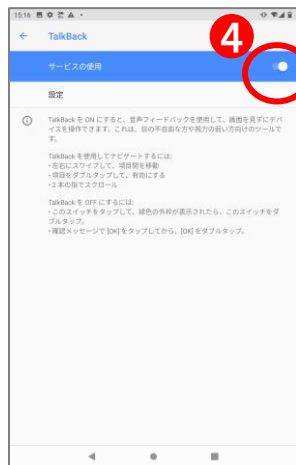 15:16
← TalkBack
4
サービスの使用
設定
TalkBack を ON にすると、音声フィードバックを使用して、画面を見ずにデバ
イスを操作できます。これは、目の不自由な方や視力の弱い方向けのツールで
す。
TalkBack を使用してナビゲートするには:
・左右にスワイプして、項目間を移動
・項目をダブルタップして、有効にする
・2 本の指でスクロール
TalkBack を OFF にするには:
・このスイッチをタップして、緑色の外枠が表示されたら、このスイッチをダ
ブルタップ。
・確認メッセージで [OK] をタップしてから、[OK] をダブルタップ。